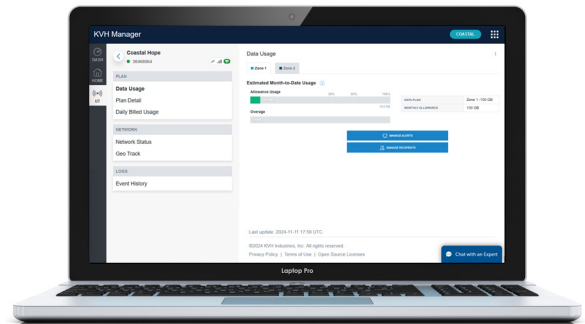 KVH Manager
COASTAL
DASH
HOME
Coastal Hope
PLAN
Data Usage
Plan Detail
Daily Billed Usage
NETWORK
Network Status
Geo Track
LOGS
Event History
Data Usage
Zone 1
Zone 2
Estimated Month-to-Date Usage
Allowance Usage
Overage
DATA PLAN
Zone 1 -100 GB
MONTHLY ALLOWANCE
100 GB
MANAGE ALERTS
MANAGE RECIPIENTS
Last update: 2024-11-11 17:59 UTC
©2024 KVH Industries, Inc. All rights reserved.
Privacy Policy | Terms of Use | Open Source Licenses
Chat with an Expert
Laptop Pro